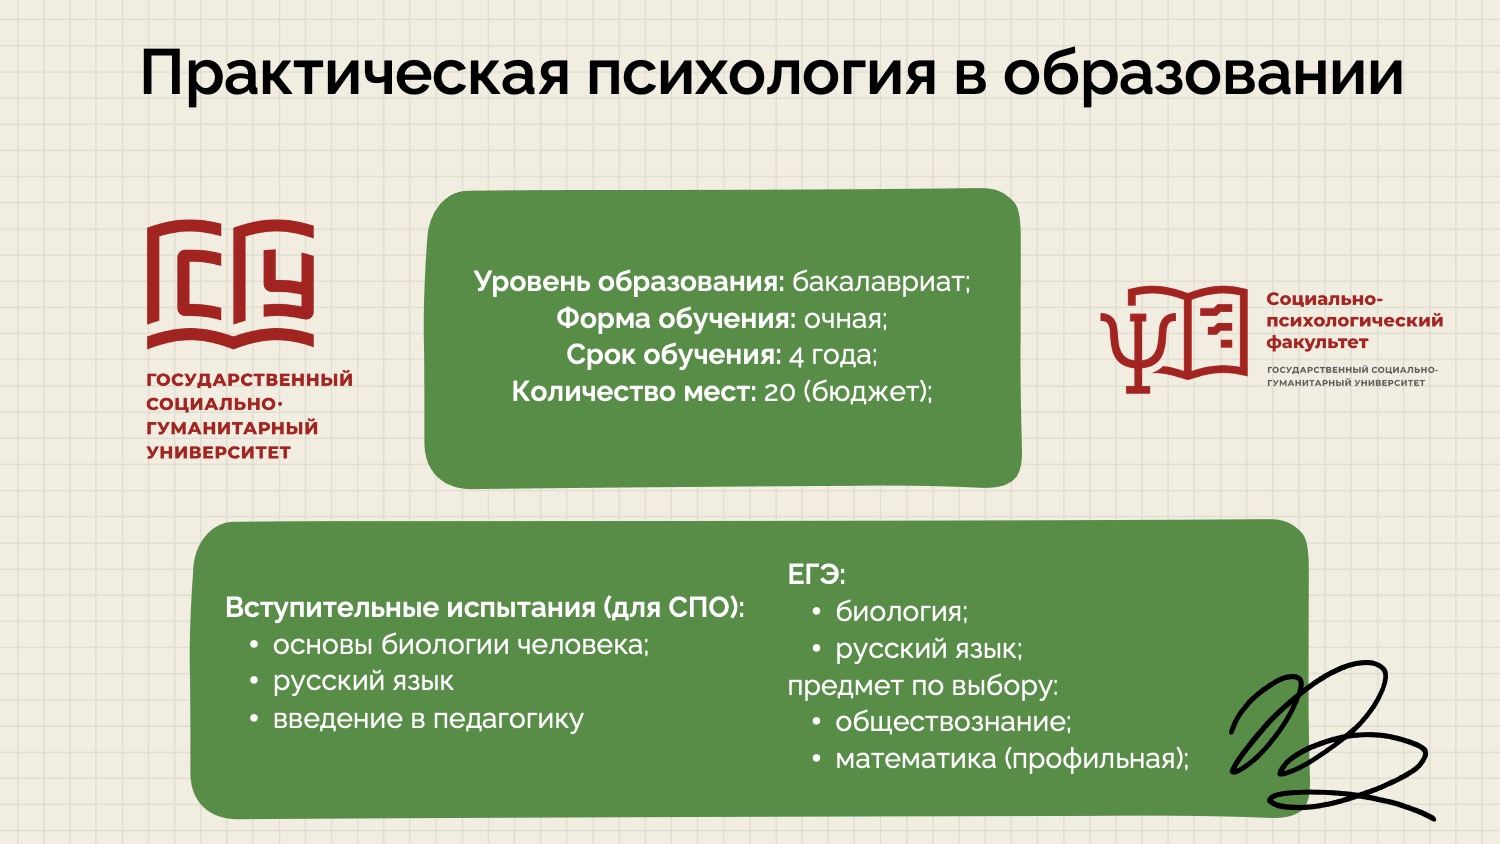 Практическая психология в образовании
СУ
ГОСУДАРСТВЕННЫЙ
СОЦИАЛЬНО-
ГУМАНИТАРНЫЙ
УНИВЕРСИТЕТ
Уровень образования: бакалавриат;
Форма обучения: очная;
Срок обучения: 4 года;
Количество мест: 20 (бюджет);
Ψ
Социально-
психологический
факультет
ГОСУДАРСТВЕННЫЙ СОЦИАЛЬНО-
ГУМАНИТАРНЫЙ УНИВЕРСИТЕТ
Вступительные испытания (для СПО):
• основы биологии человека;
• русский язык
• введение в педагогику
ЕГЭ:
• биология;
• русский язык;
предмет по выбору:
• обществознание;
• математика (профильная);